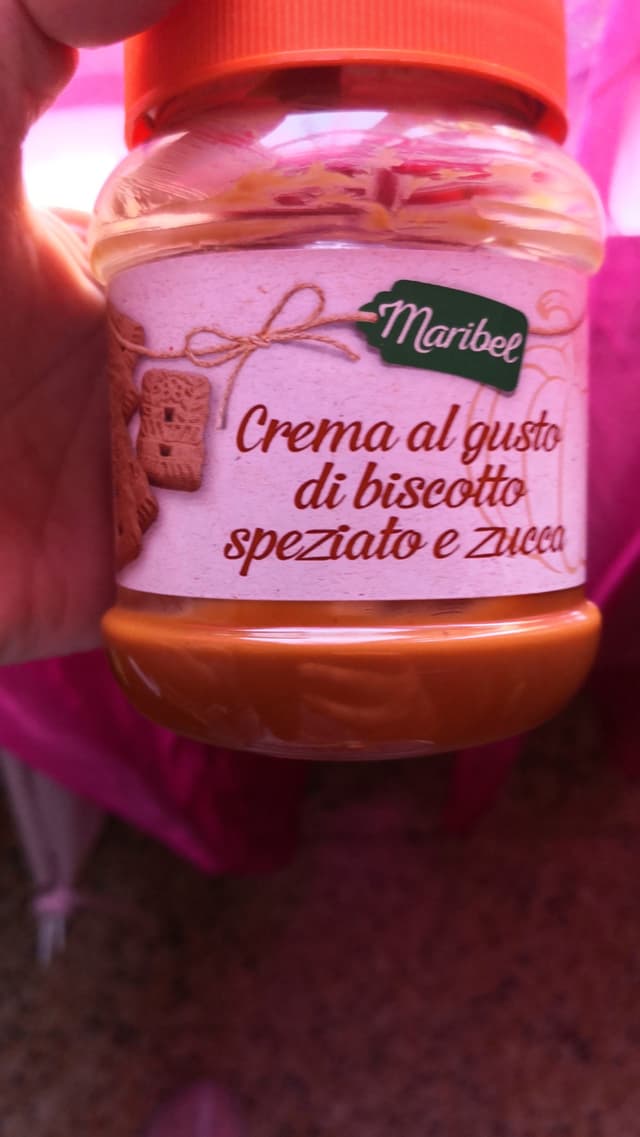 Maribel
Crema al gusto
di biscotto
speziato e zucca